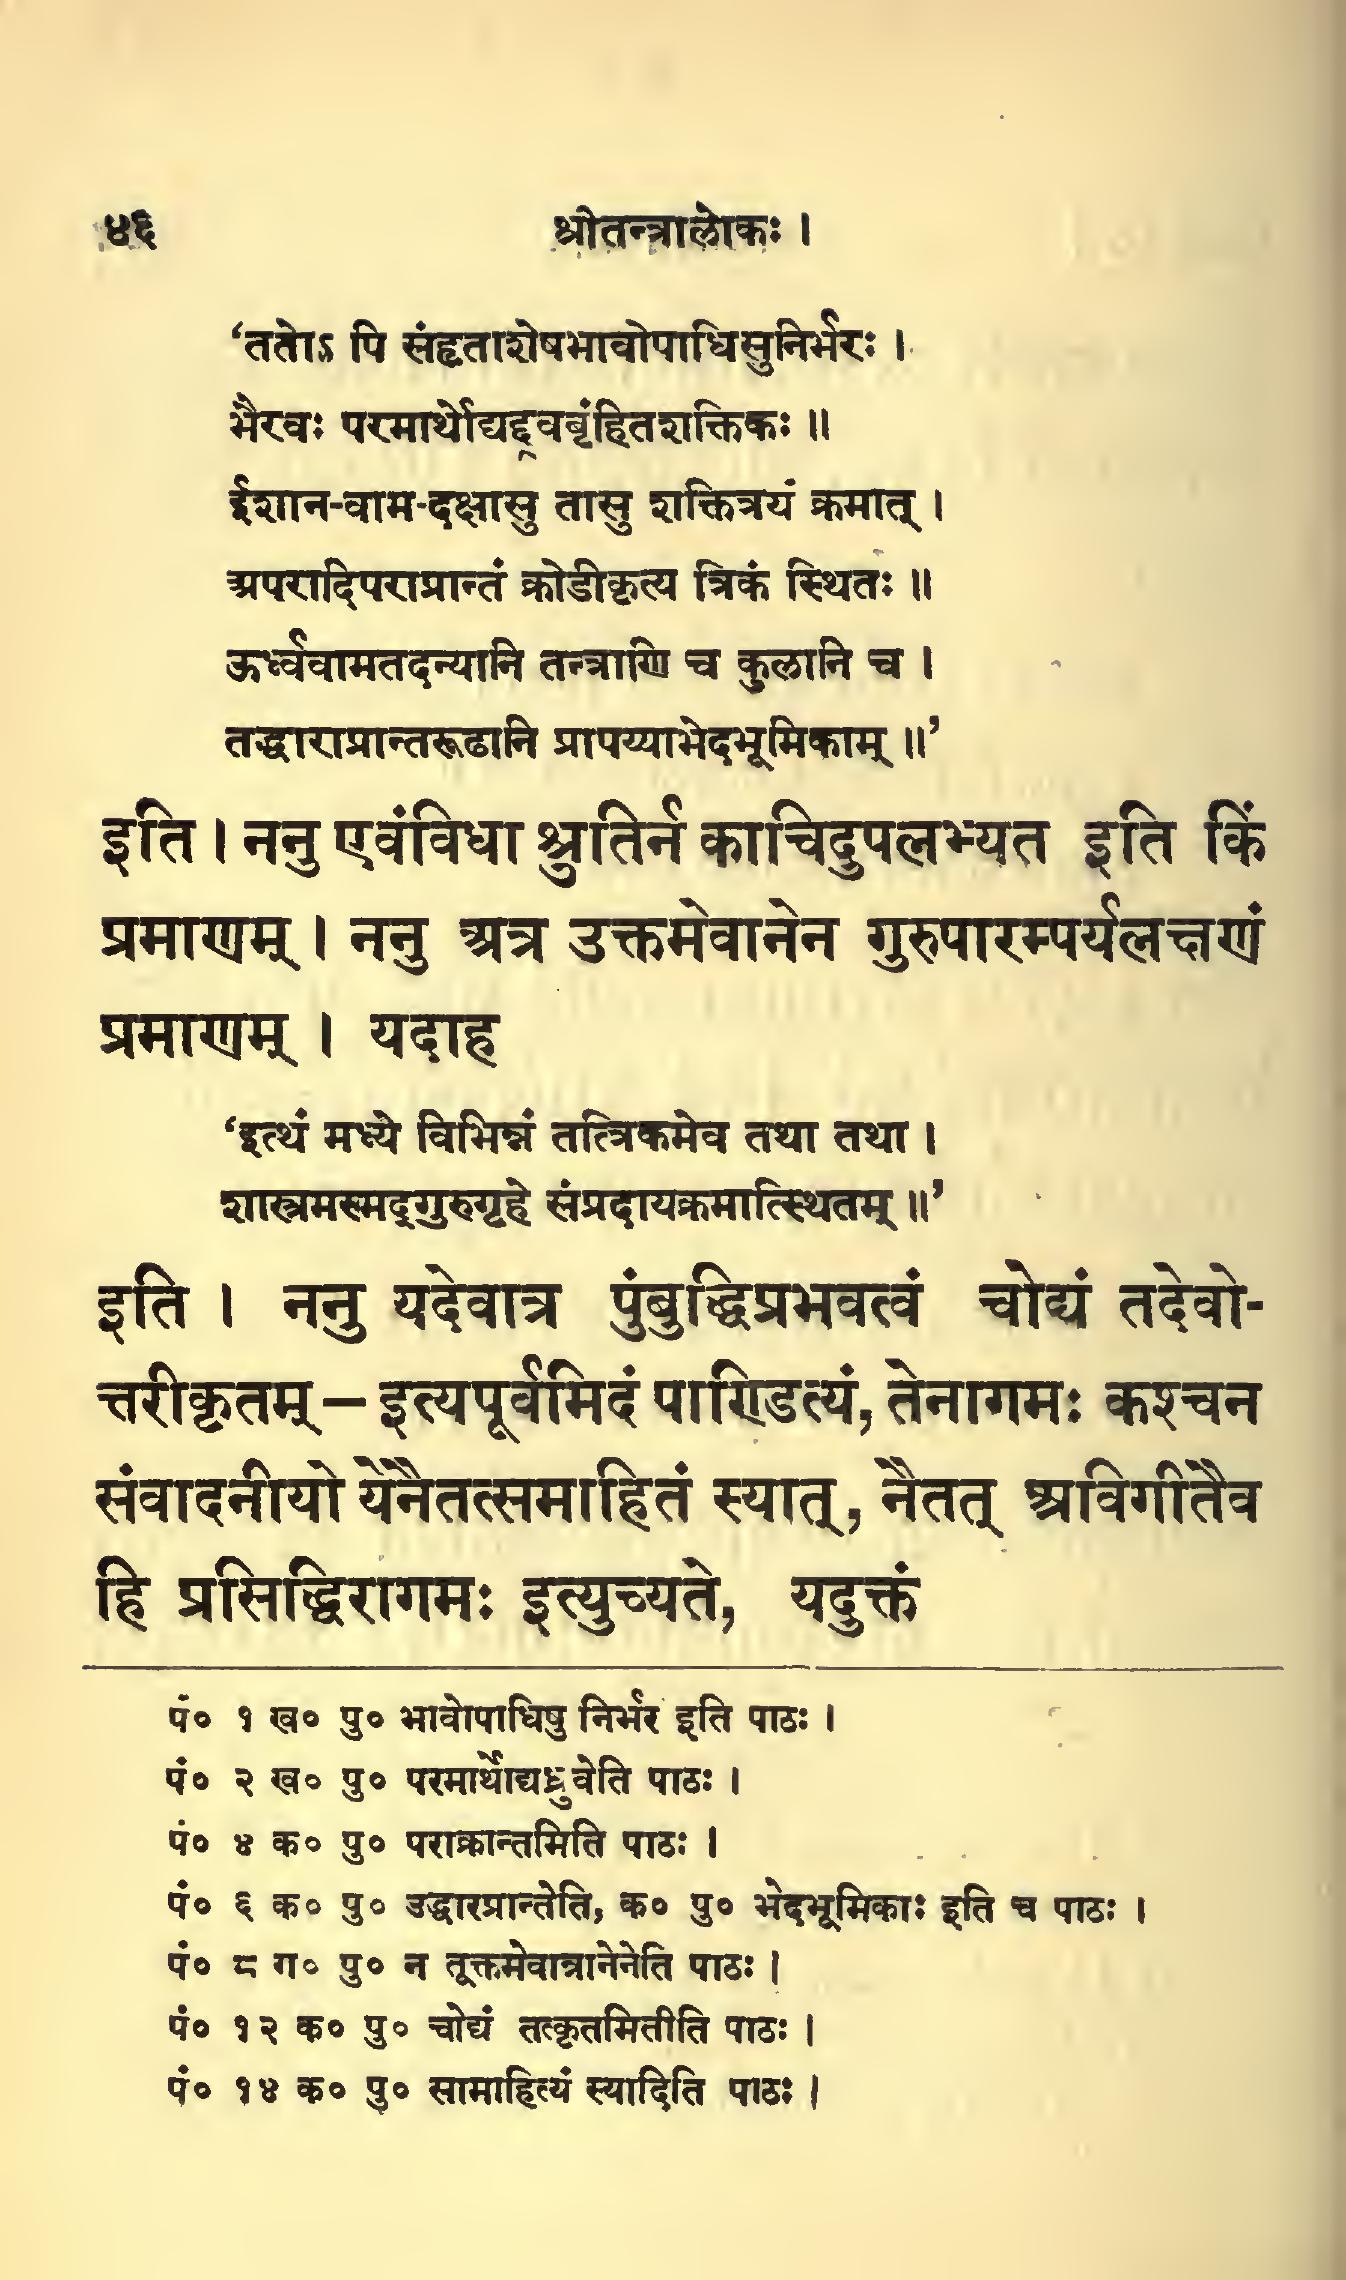 ४६ श्रीतन्त्रालोकः ।
‘ततोऽ पि संहृताशेषभावोपाधिसुनिर्भरः ।
भैरवः परमार्थोद्यद्द्रवबृंहितशक्तिकः ॥
ईशान-वाम-दक्षासु तासु शक्तित्रयं क्रमात् ।
अपरादिपराप्रान्तं क्रोडीकृत्य त्रिकं स्थितः ॥
ऊर्ध्ववामतदन्यानि तन्त्राणि च कुलानि च ।
तद्धाराप्रान्तरूढानि प्रापय्याभेदभूमिकाम् ॥’
इति । ननु एवंविधा श्रुतिर्न काचिदुपलभ्यत इति किं
प्रमाणम् । ननु अत्र उक्तमेवानेन गुरुपारम्पर्यलक्षणं
प्रमाणम् । यदाह
‘इत्थं मध्ये विभिन्नं तत्त्रिकमेव तथा तथा ।
शास्त्रमस्मद्गुरुगृहे संप्रदायक्रमात्स्थितम् ॥’
इति । ननु यदेवात्र पुंबुद्धिप्रभवत्वं चोद्यं तदेवो-
त्तरीकृतम् – इत्यपूर्वमिदं पाण्डित्यं, तेनागमः कश्चन
संवादनीयो येनैतत्समाहितं स्यात्, नैतत् अविगीतैव
हि प्रसिद्धिरागमः इत्युच्यते, यदुक्तं
पं० १ ख० पु० भावोपाधिषु निर्भर इति पाठः ।
पं० २ ख० पु० परमार्थोद्यध्रुवेति पाठः ।
पं० ४ क० पु० पराक्रान्तमिति पाठः ।
पं० ६ क० पु० उद्धारप्रान्तेति, क० पु० भेदभूमिकाः इति च पाठः ।
पं० ८ ग० पु० न तूक्तमेवात्रानेनेति पाठः ।
पं० १२ क० पु० चोद्यं तत्कृतमितीति पाठः ।
पं० १४ क० पु० सामाहित्यं स्यादिति पाठः ।